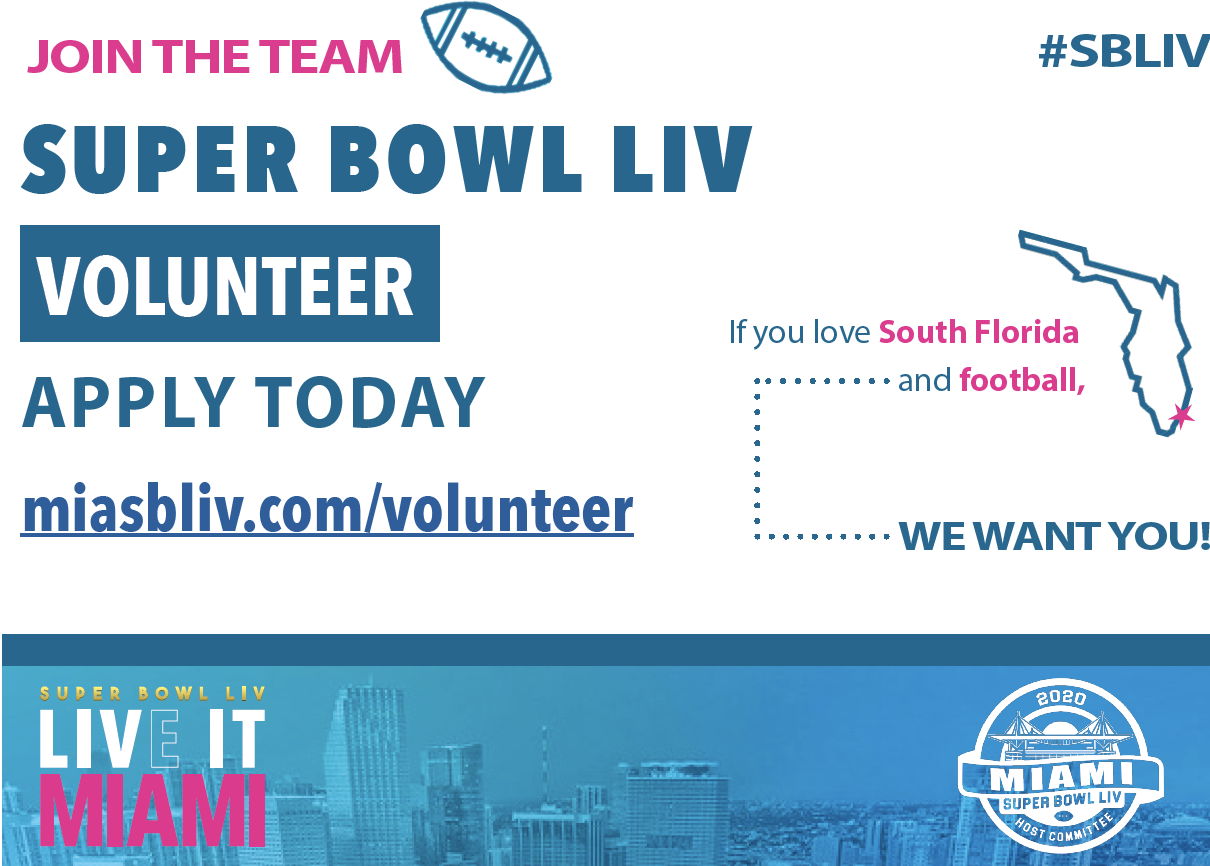 JOIN THE TEAM
#SBLIV
SUPER BOWL LIV
VOLUNTEER
APPLY TODAY
miasbliv.com/volunteer
If you love South Florida
and football,
WE WANT YOU!
SUPER BOWL LIV
LIVE IT
MIAMI
2020
MIAMI
SUPER BOWL LIV
HOST COMMITTEE